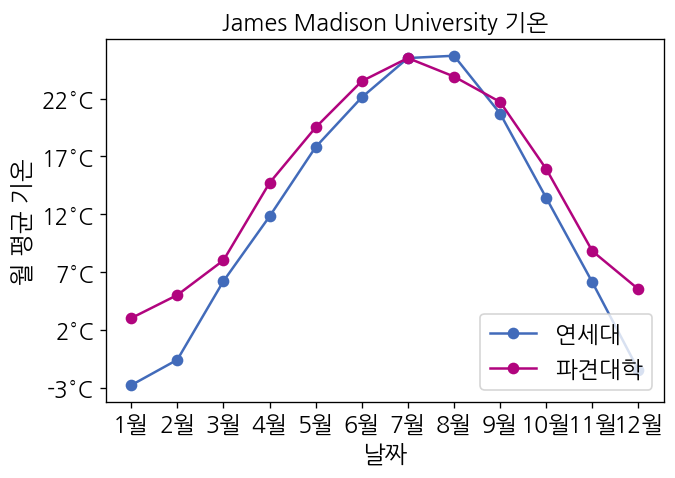 James Madison University 기온
월 평균 기온
22˚C
17˚C
12˚C
7˚C
2˚C
-3˚C
연세대
파견대학
1월 2월 3월 4월 5월 6월 7월 8월 9월 10월 11월 12월
날짜